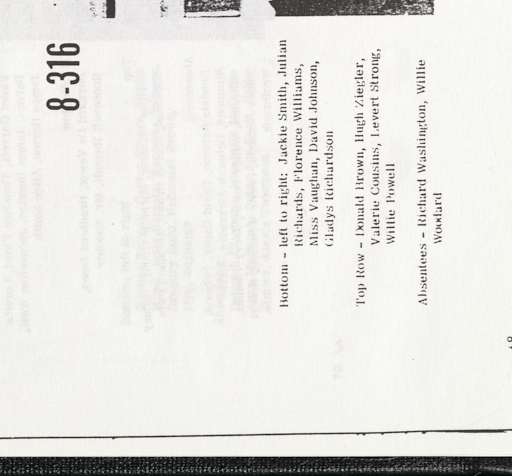 8-316
Bottom - left to right: Jackie Smith, Julian
Richards, Florence Williams,
Miss Vaughan, David Johnson,
Gladys Richardson
Top Row - Donald Brown, Hugh Ziegler,
Valerie Cousins, Levert Strong,
Willie Powell
Absentees - Richard Washington, Willie
Woodard